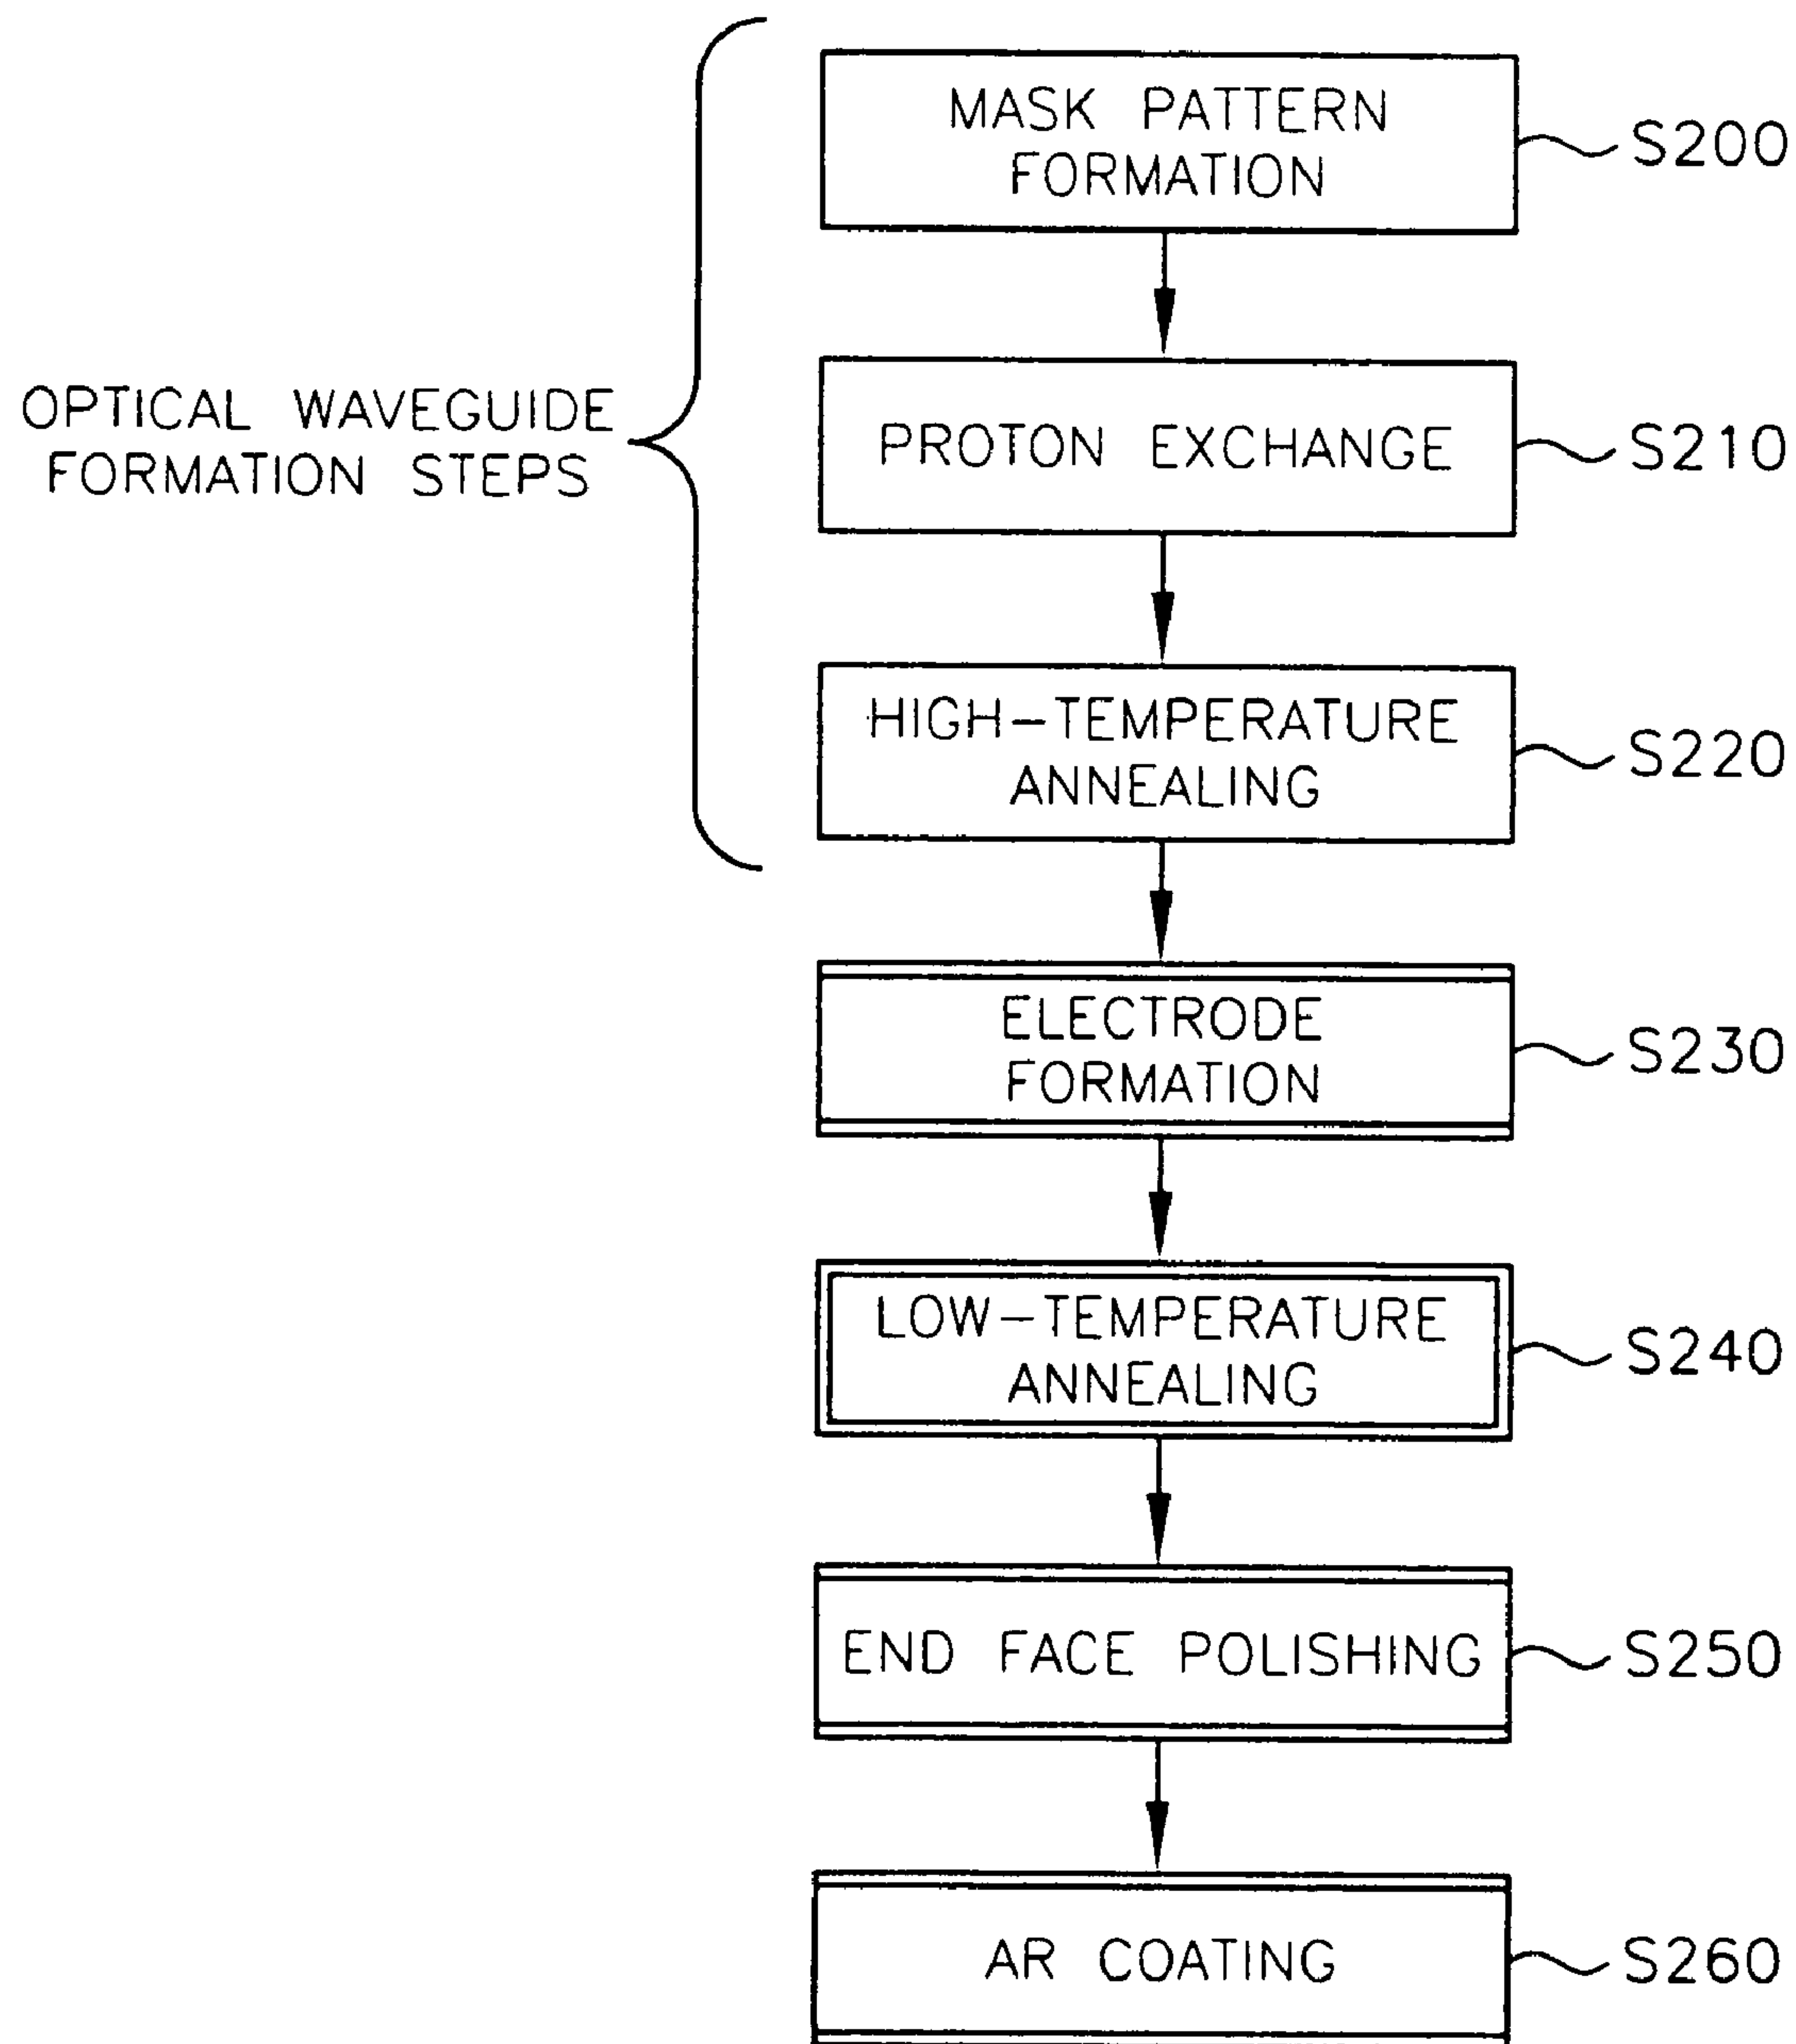 MASK PATTERN
FORMATION
S200
OPTICAL WAVEGUIDE
FORMATION STEPS
PROTON EXCHANGE
S210
HIGH-TEMPERATURE
ANNEALING
S220
ELECTRODE
FORMATION
S230
LOW-TEMPERATURE
ANNEALING
S240
END FACE POLISHING
S250
AR COATING
S260